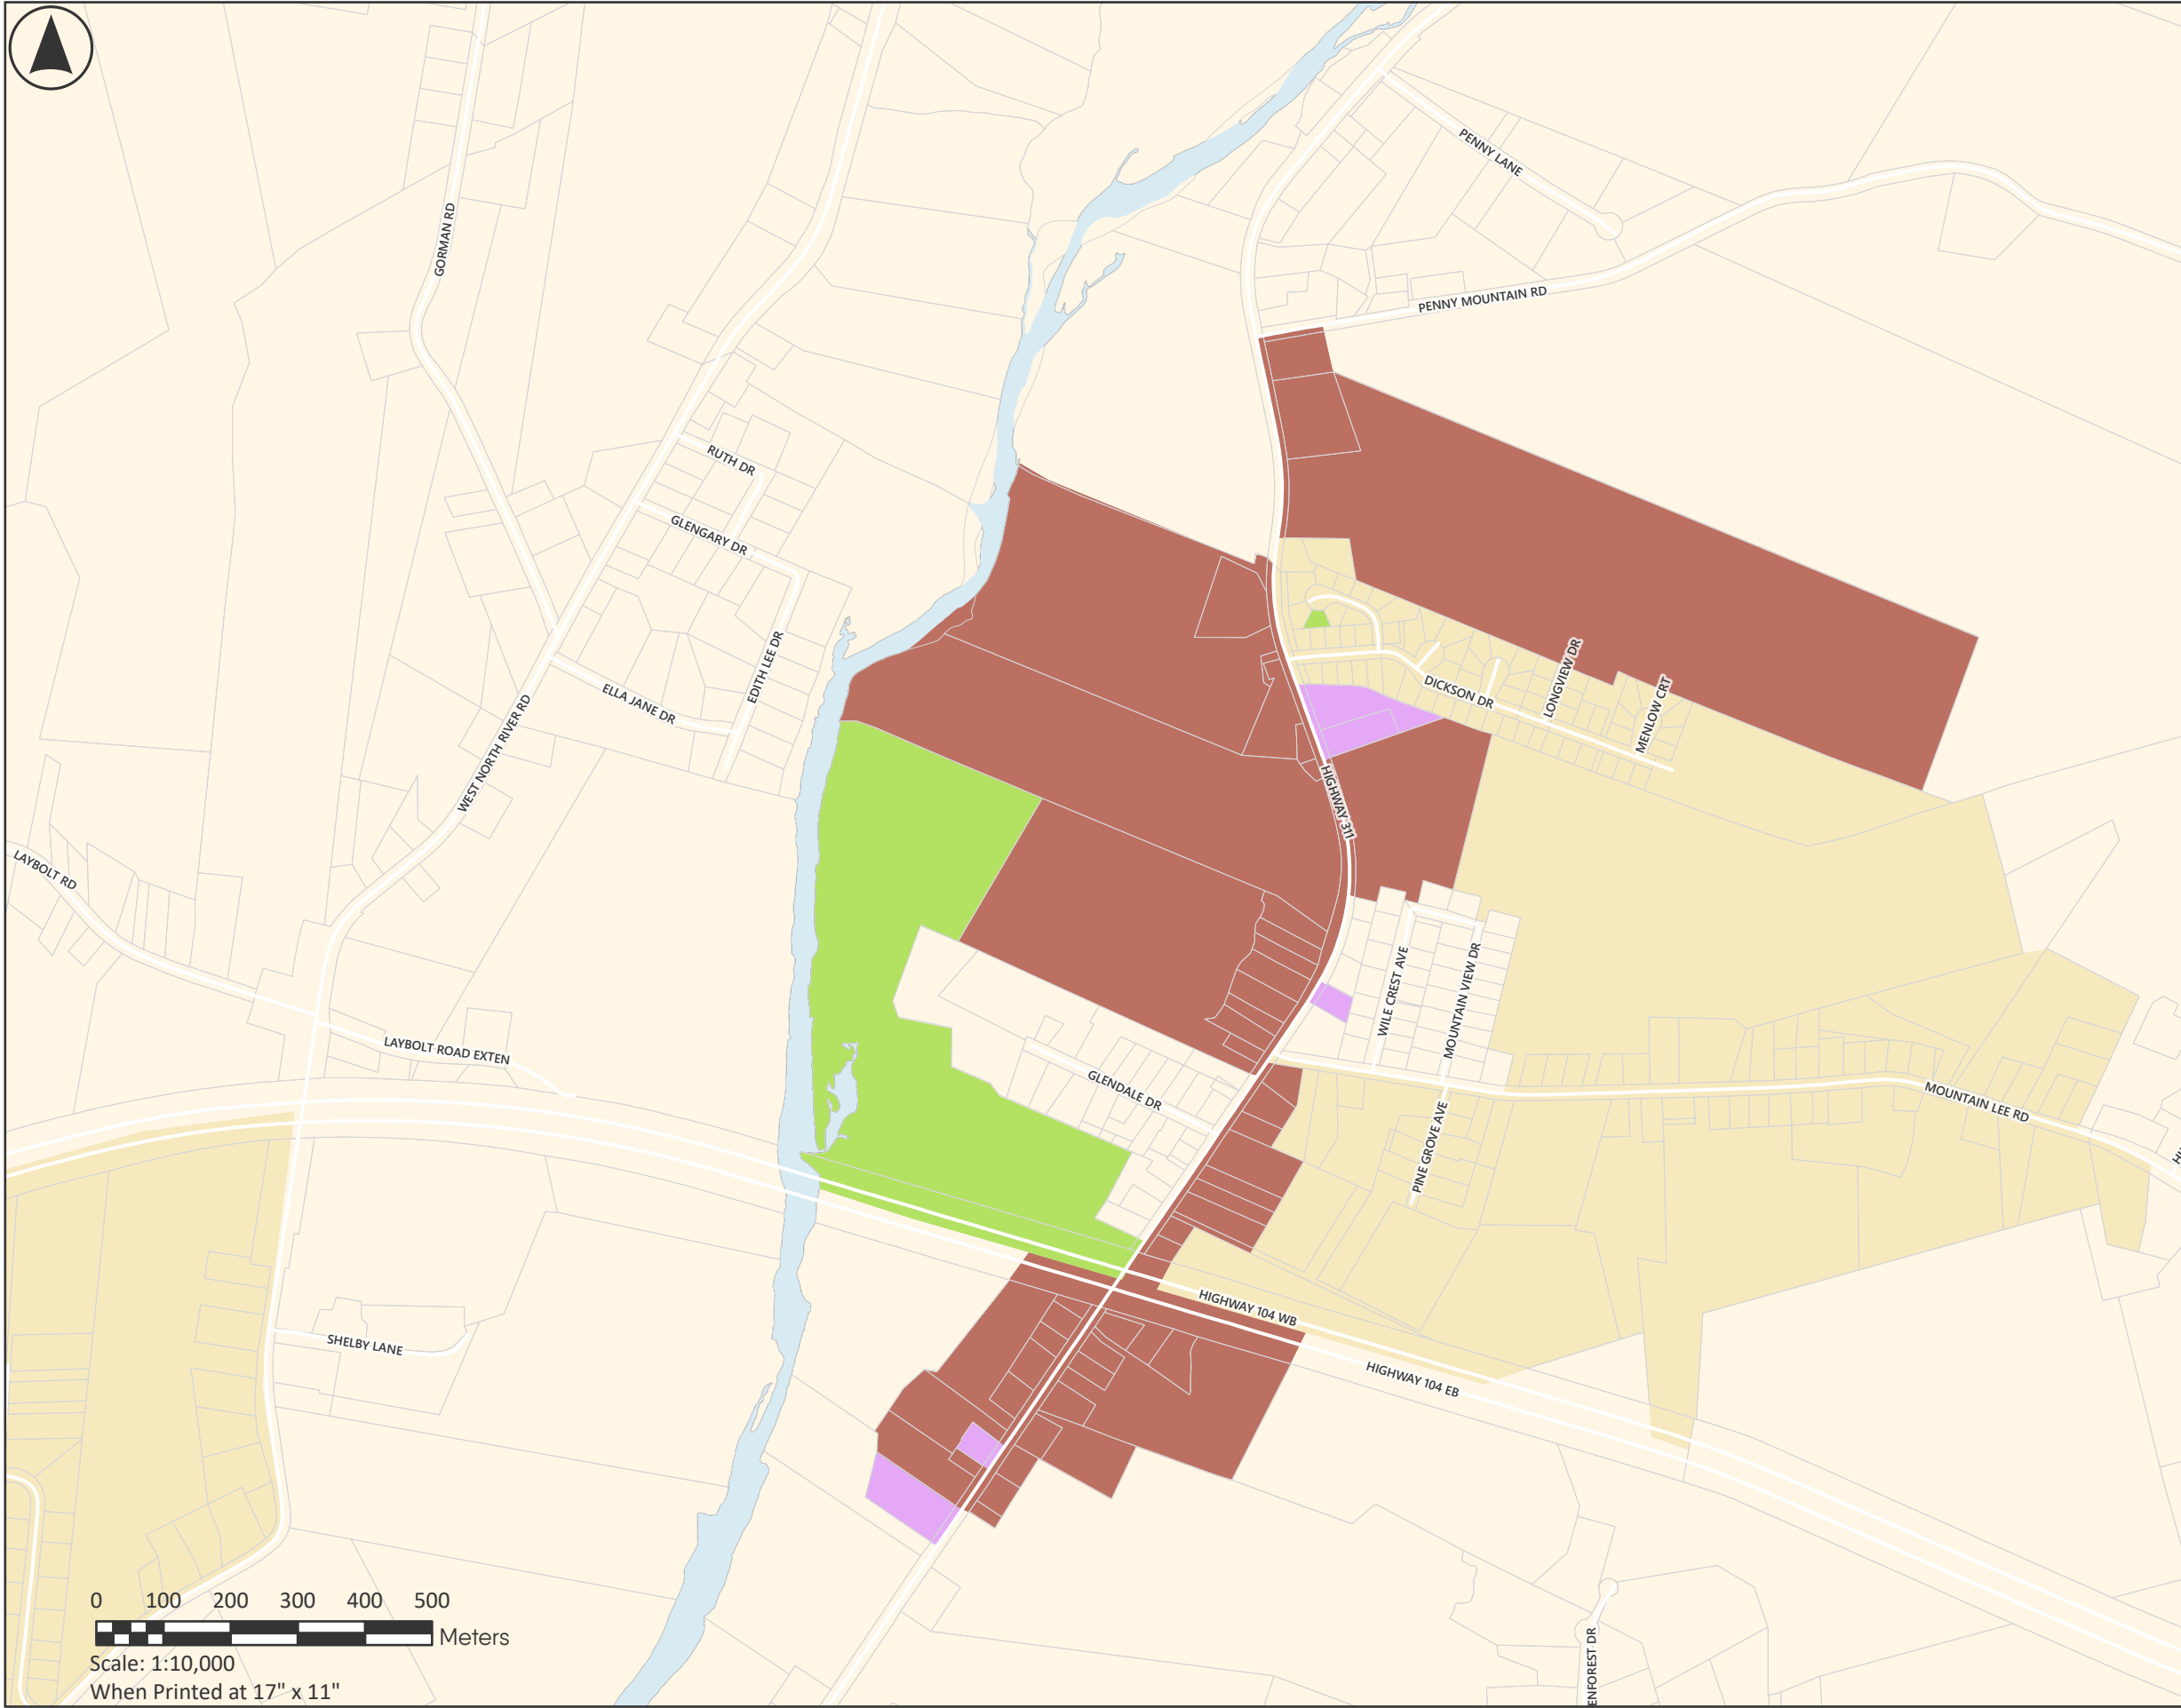 PENNY LANE
GORMAN RD
PENNY MOUNTAIN RD
RUTH DR
GLENGARY DR
EDITH LEE DR
ELLA JANE DR
WEST NORTH RIVER RD
DICKSON DR
LONGVIEW DR
MENLOW CRT
HIGHWAY 311
LAYBOLT RD
WILE CREST AVE
MOUNTAIN VIEW DR
LAYBOLT ROAD EXTEN
GLENDALE DR
MOUNTAIN LEE RD
PINE GROVE AVE
HIGHWAY 104 WB
SHELBY LANE
HIGHWAY 104 EB
ENFOREST DR
0 100 200 300 400 500
Meters
Scale: 1:10,000
When Printed at 17" x 11"